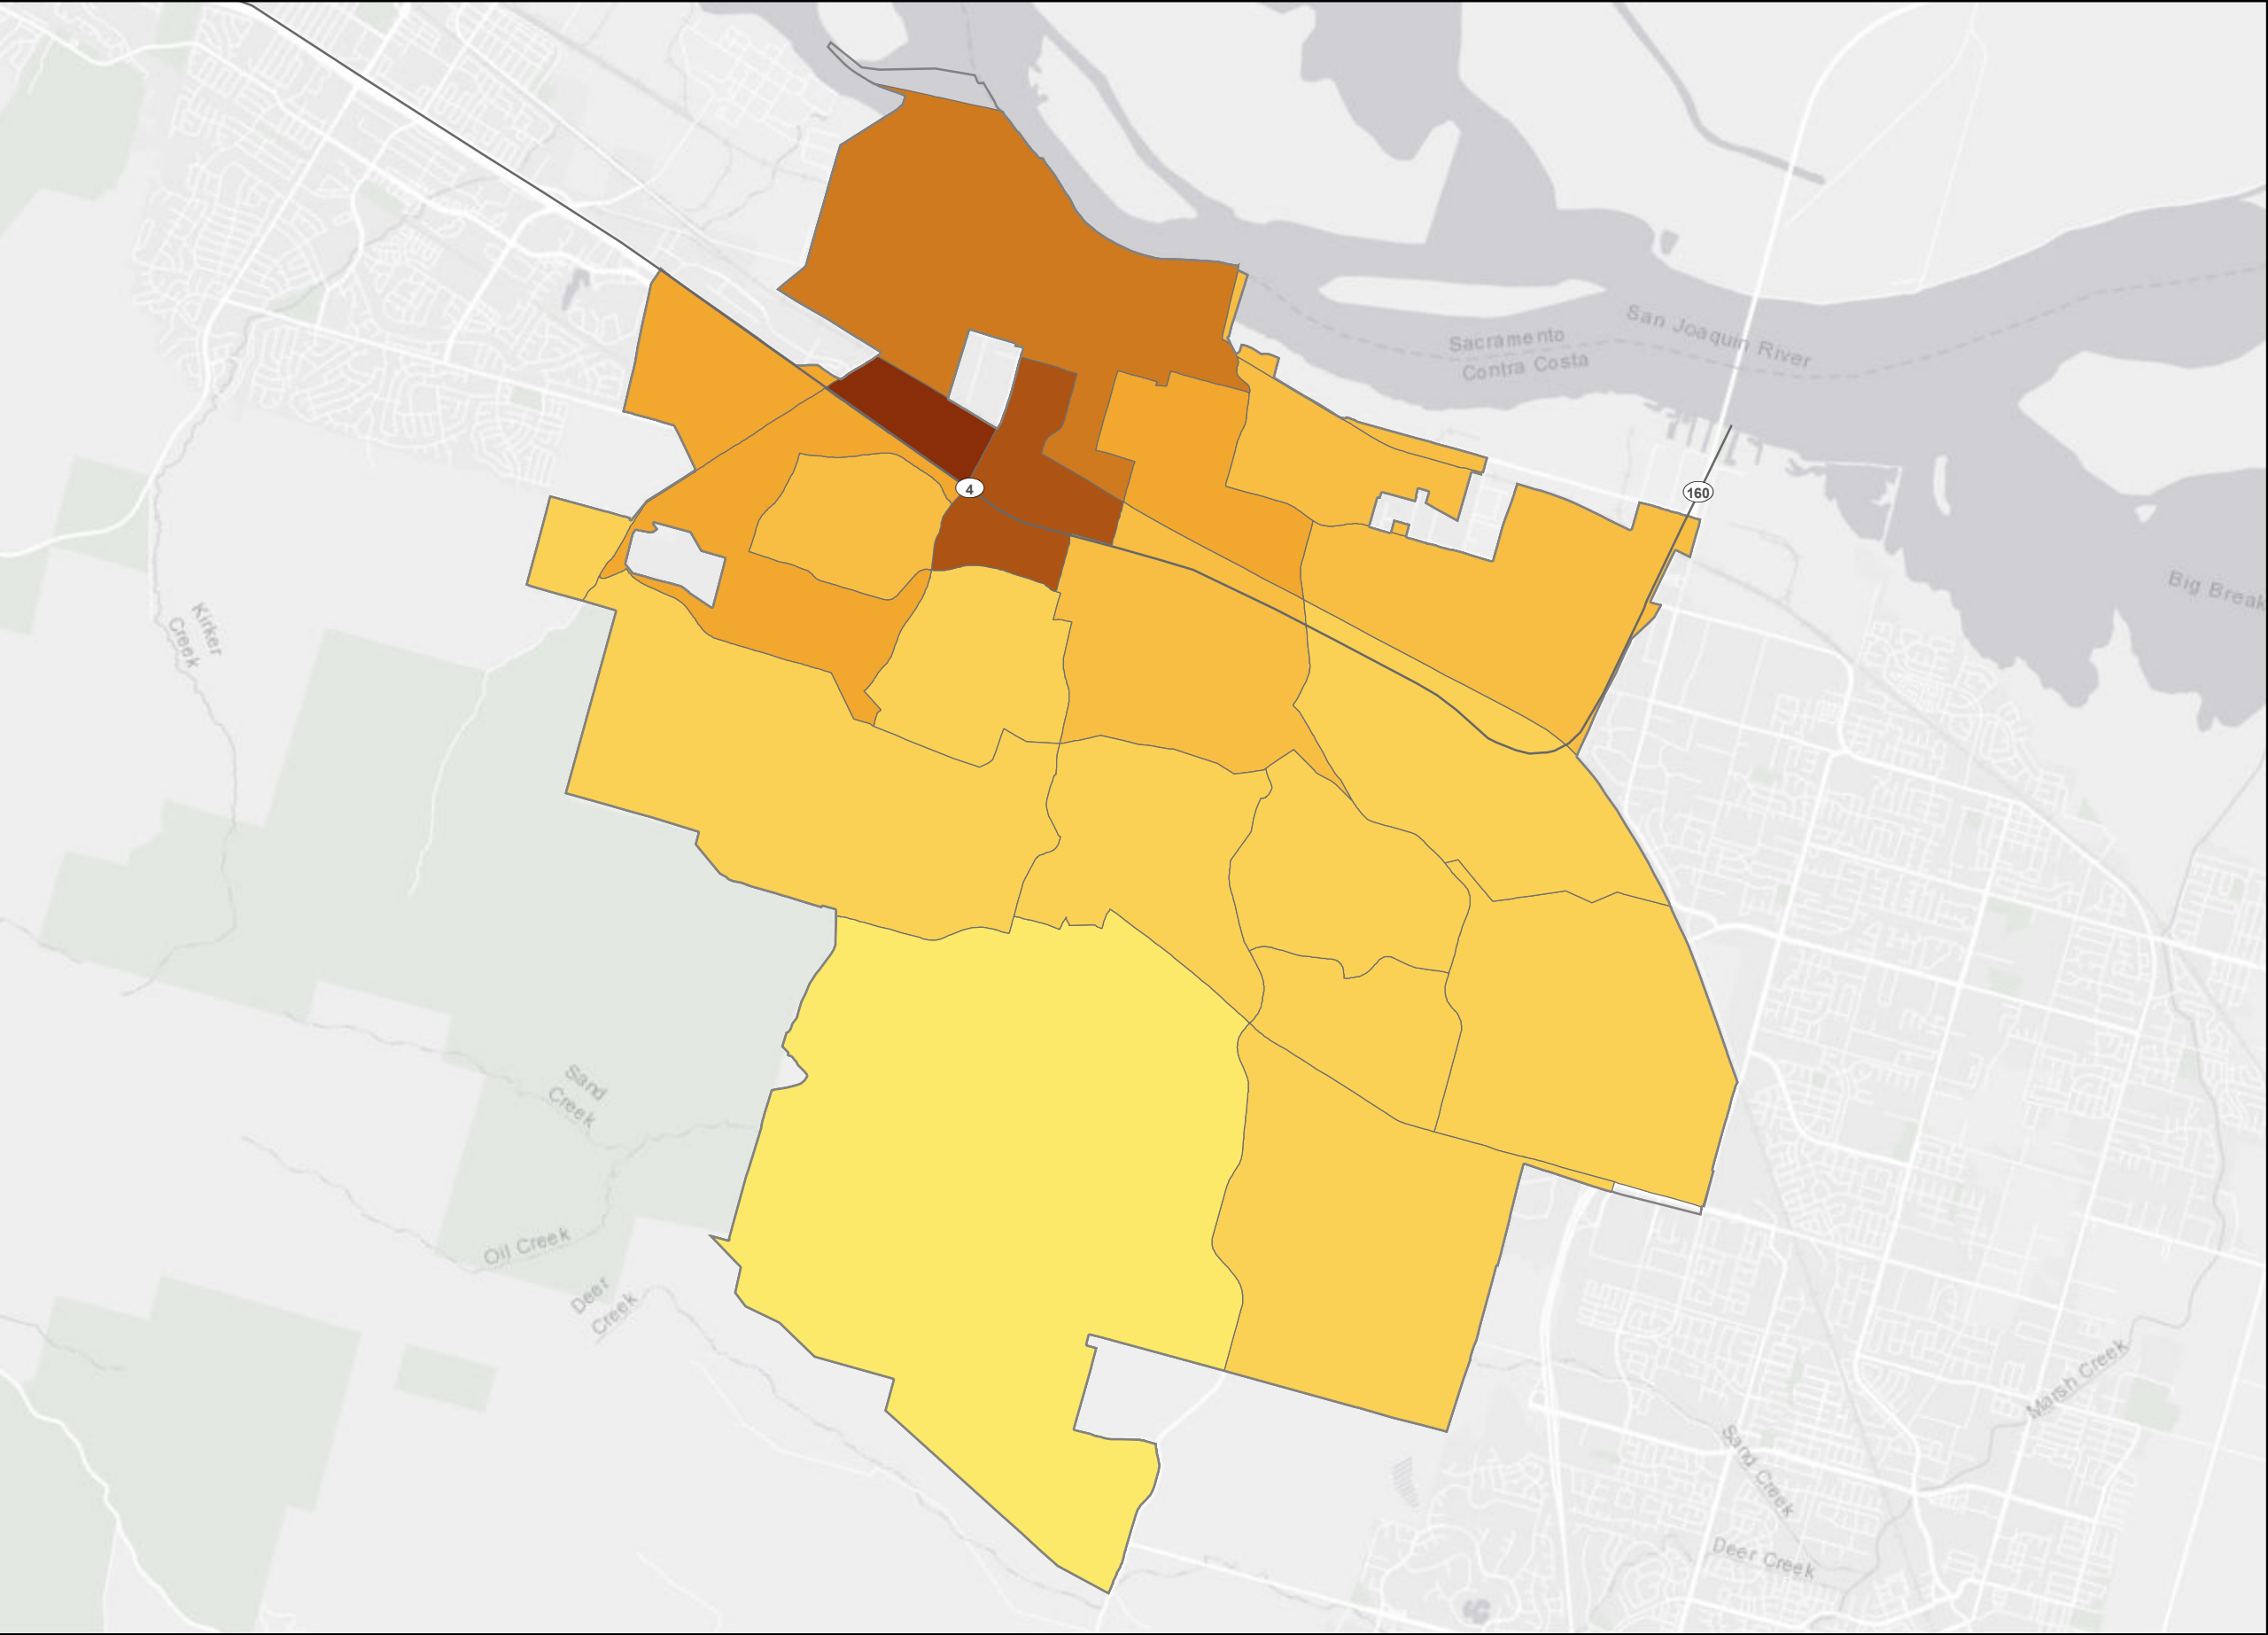 San Joaquin River
Sacramento
Contra Costa
4
160
Big Break
Kirker
Creek
Sand
Creek
Oil Creek
Deer
Creek
Marsh Creek
Sand Creek
Deer Creek